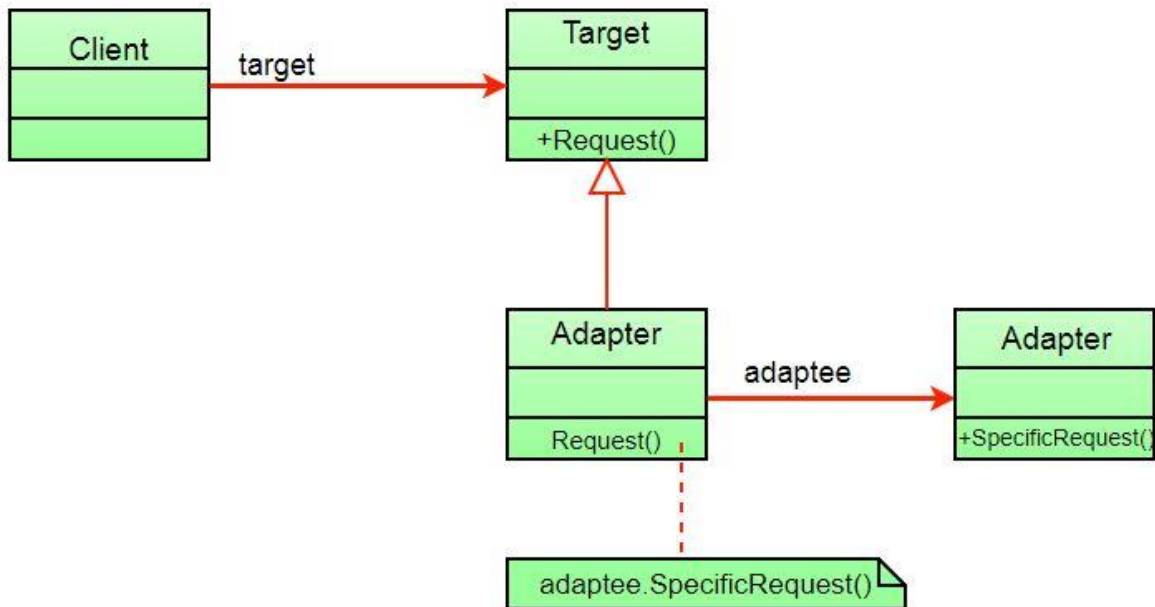 Client
target
Target
+Request()
Adapter
Request()
adaptee
Adapter
+SpecificRequest()
adaptee.SpecificRequest()